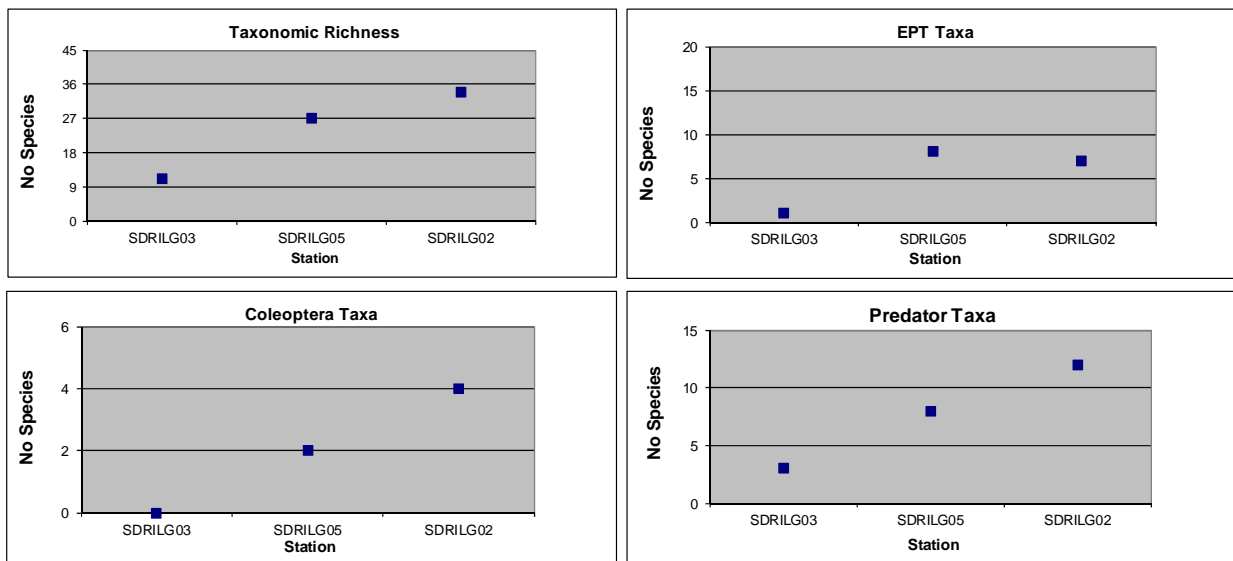 Taxonomic Richness
45
36
27
18
9
0
No Species
SDRILG03 SDRILG05 SDRILG02
Station
EPT Taxa
20
15
10
5
0
No Species
SDRILG03 SDRILG05 SDRILG02
Station
Coleoptera Taxa
6
4
2
0
No Species
SDRILG03 SDRILG05 SDRILG02
Station
Predator Taxa
15
10
5
0
No Species
SDRILG03 SDRILG05 SDRILG02
Station